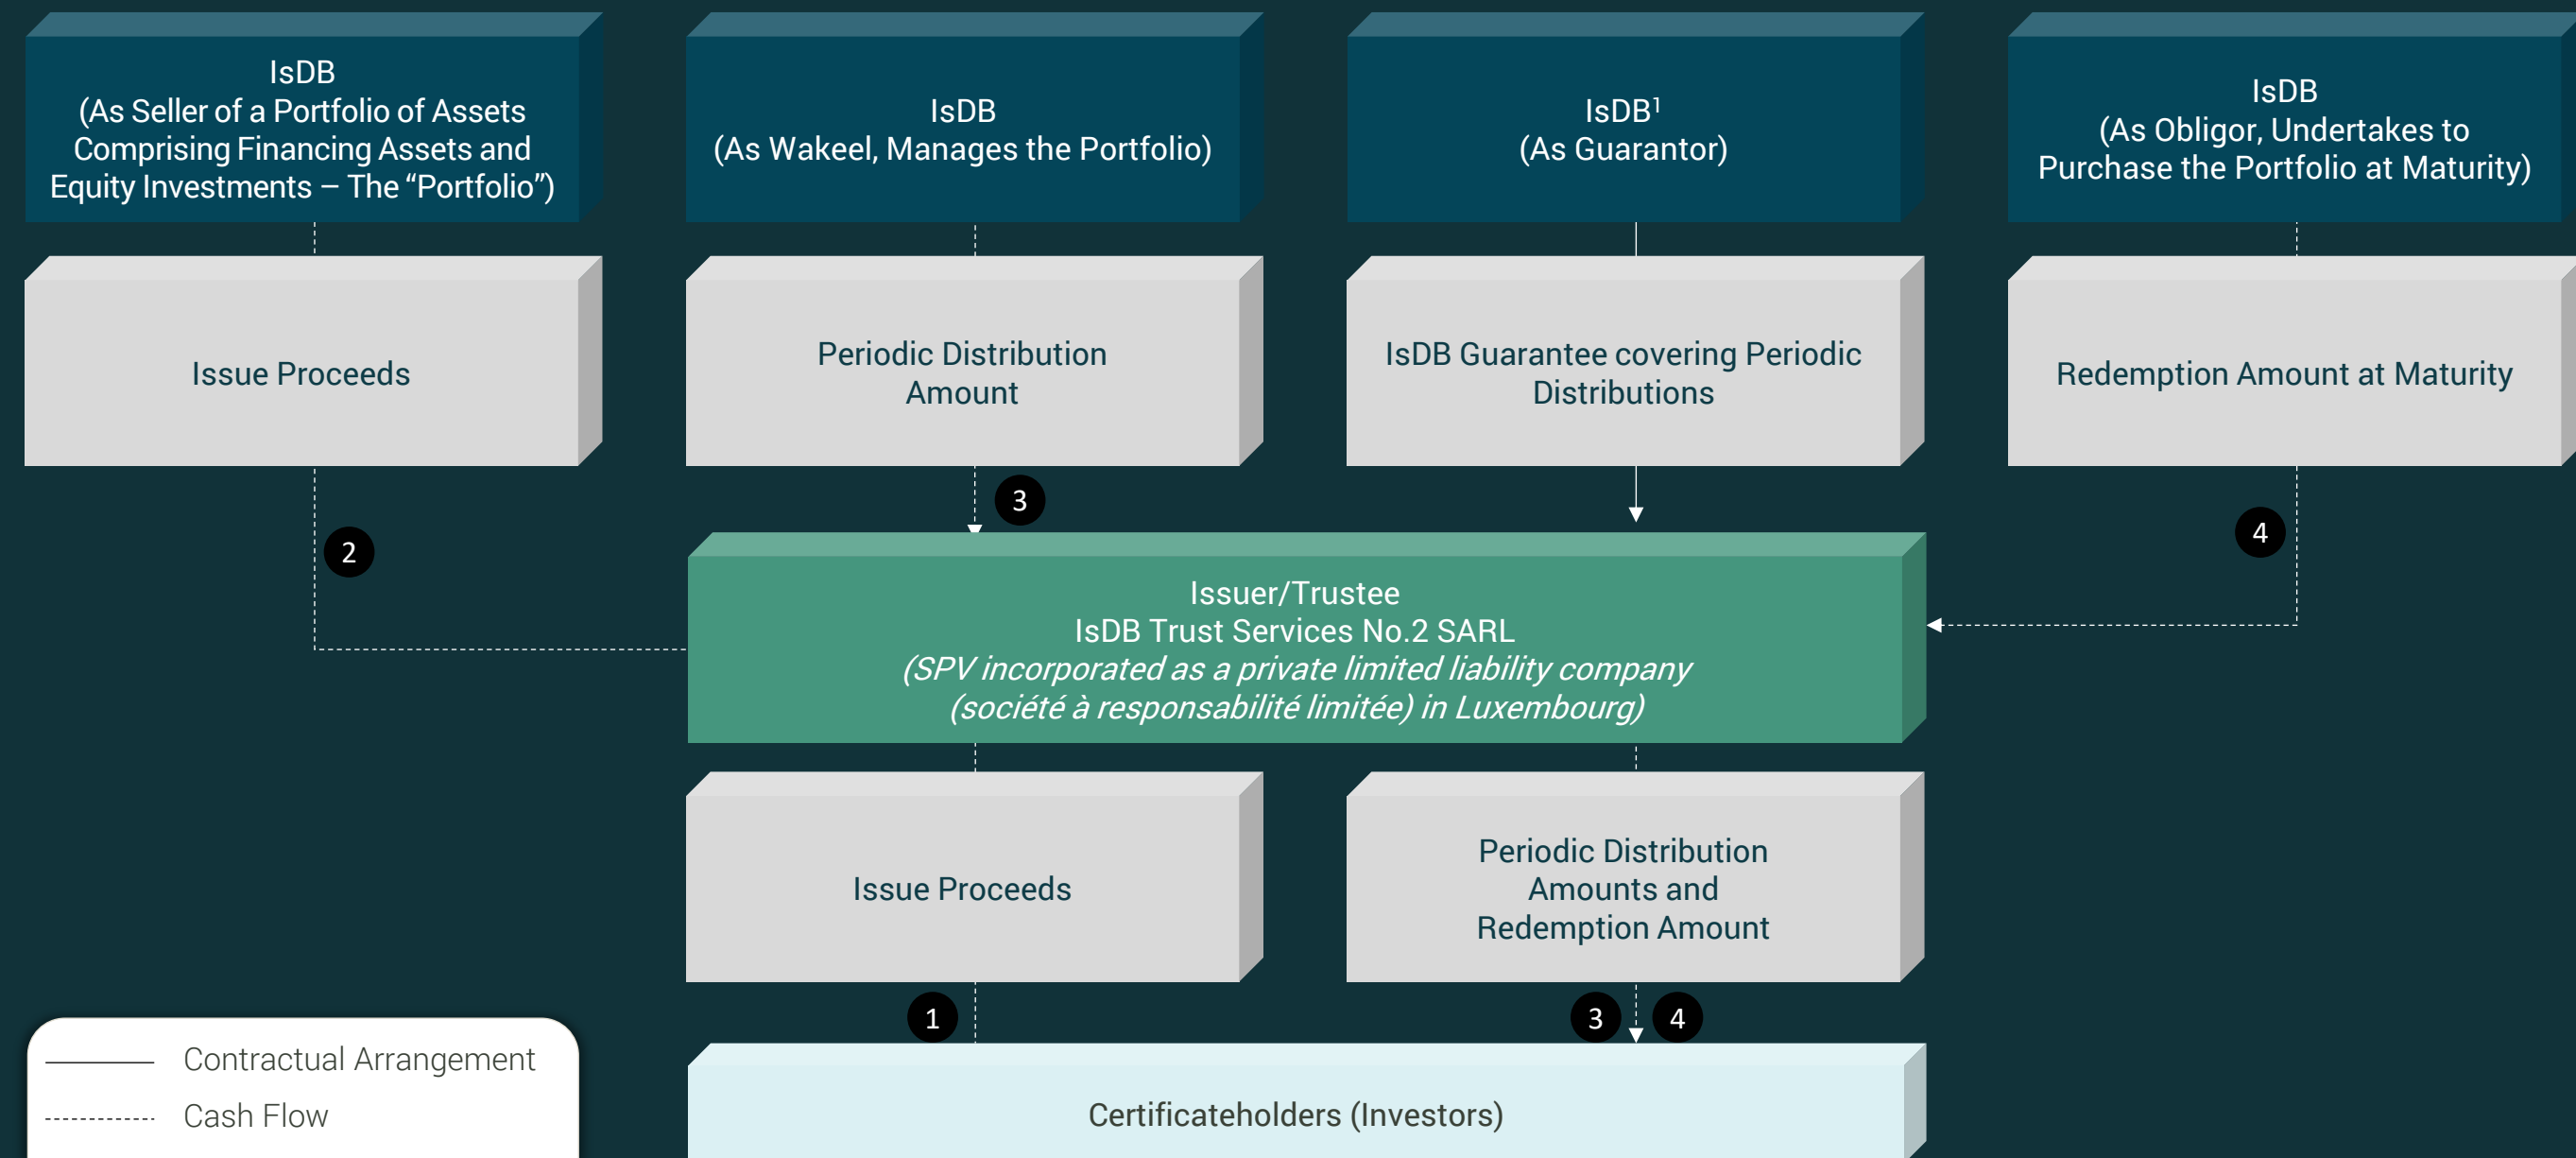 IsDB
(As Seller of a Portfolio of Assets
Comprising Financing Assets and
Equity Investments – The “Portfolio”)
IsDB
(As Wakeel, Manages the Portfolio)
IsDB¹
(As Guarantor)
IsDB
(As Obligor, Undertakes to
Purchase the Portfolio at Maturity)
Issue Proceeds
Periodic Distribution
Amount
IsDB Guarantee covering Periodic
Distributions
Redemption Amount at Maturity
3
2
4
Issuer/Trustee
IsDB Trust Services No.2 SARL
(SPV incorporated as a private limited liability company
(société à responsabilité limitée) in Luxembourg)
Issue Proceeds
Periodic Distribution
Amounts and
Redemption Amount
1
3
4
Contractual Arrangement
Cash Flow
Certificateholders (Investors)